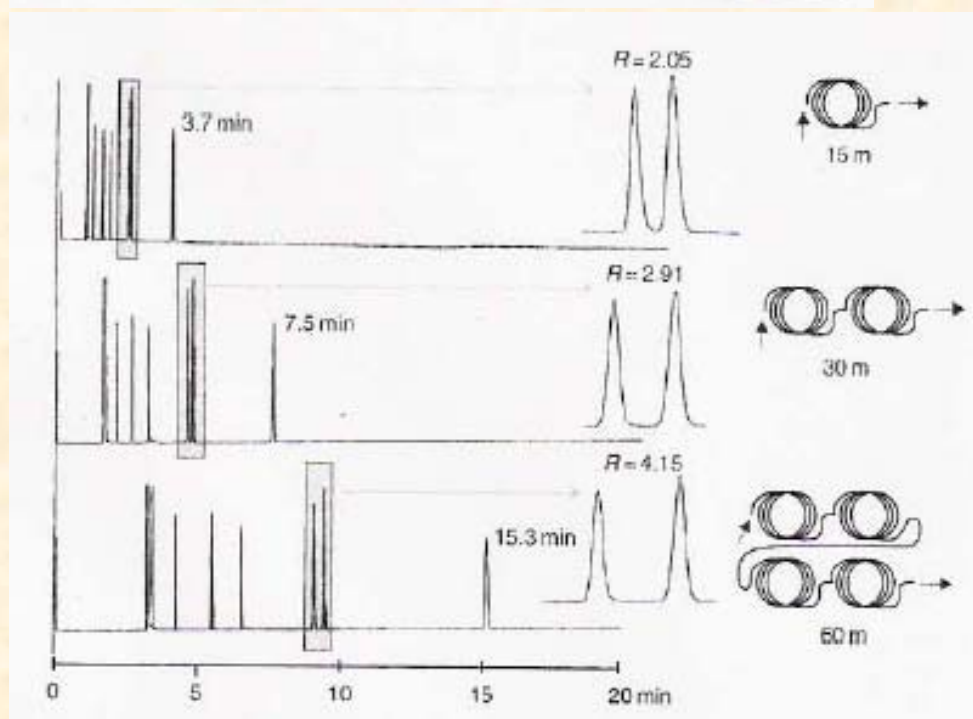 R = 2.05
3.7 min
15 m
R = 2.91
7.5 min
30 m
R = 4.15
15.3 min
60 m
0 5 10 15 20 min